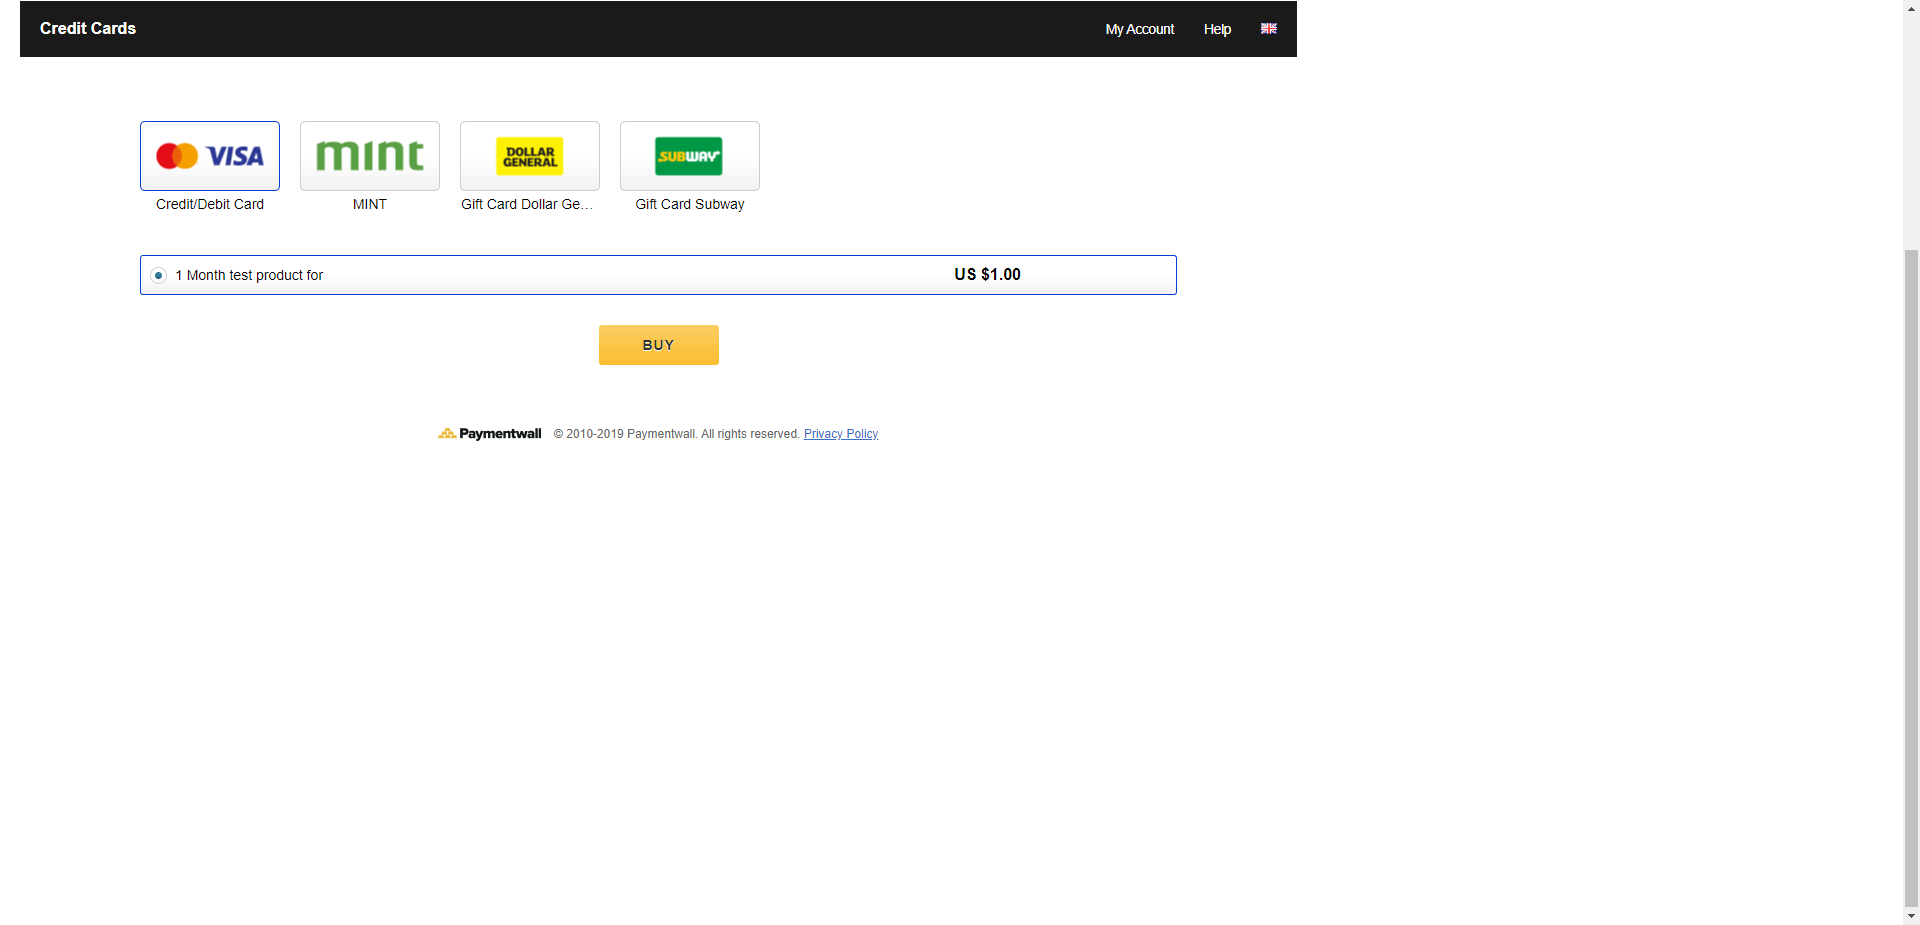 Credit Cards
My Account
Help
VISA
mint
DOLLAR
GENERAL
SUBWAY
Credit/Debit Card
MINT
Gift Card Dollar Ge...
Gift Card Subway
1 Month test product for
US $1.00
BUY
Paymentwall © 2010-2019 Paymentwall. All rights reserved. Privacy Policy